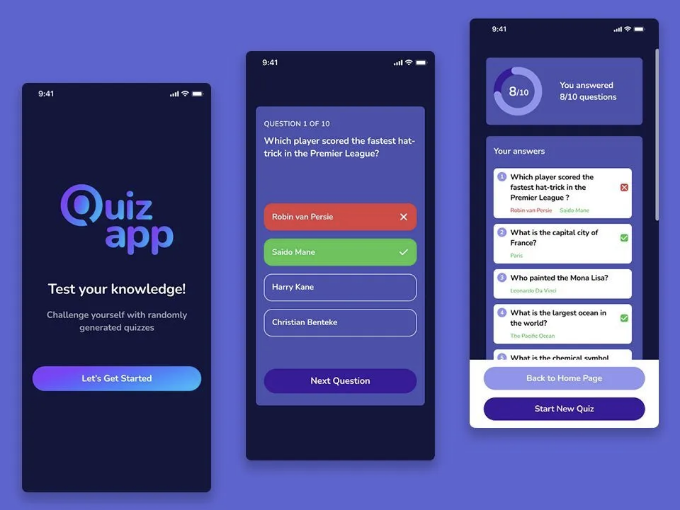 9:41
Quiz
app
Test your knowledge!
Challenge yourself with randomly
generated quizzes
Let's Get Started
9:41
QUESTION 1 OF 10
Which player scored the fastest hat-
trick in the Premier League?
Robin van Persie
Saido Mane
Harry Kane
Christian Benteke
Next Question
9:41
8/10
You answered
8/10 questions
Your answers
1 Which player scored the
fastest hat-trick in the
Premier League ?
Robin van Persie Saido Mane
2 What is the capital city of
France?
Paris
3 Who painted the Mona Lisa?
Leonardo Da Vinci
4 What is the largest ocean in
the world?
The Pacific Ocean
5 What is the chemical symbol
Back to Home Page
Start New Quiz